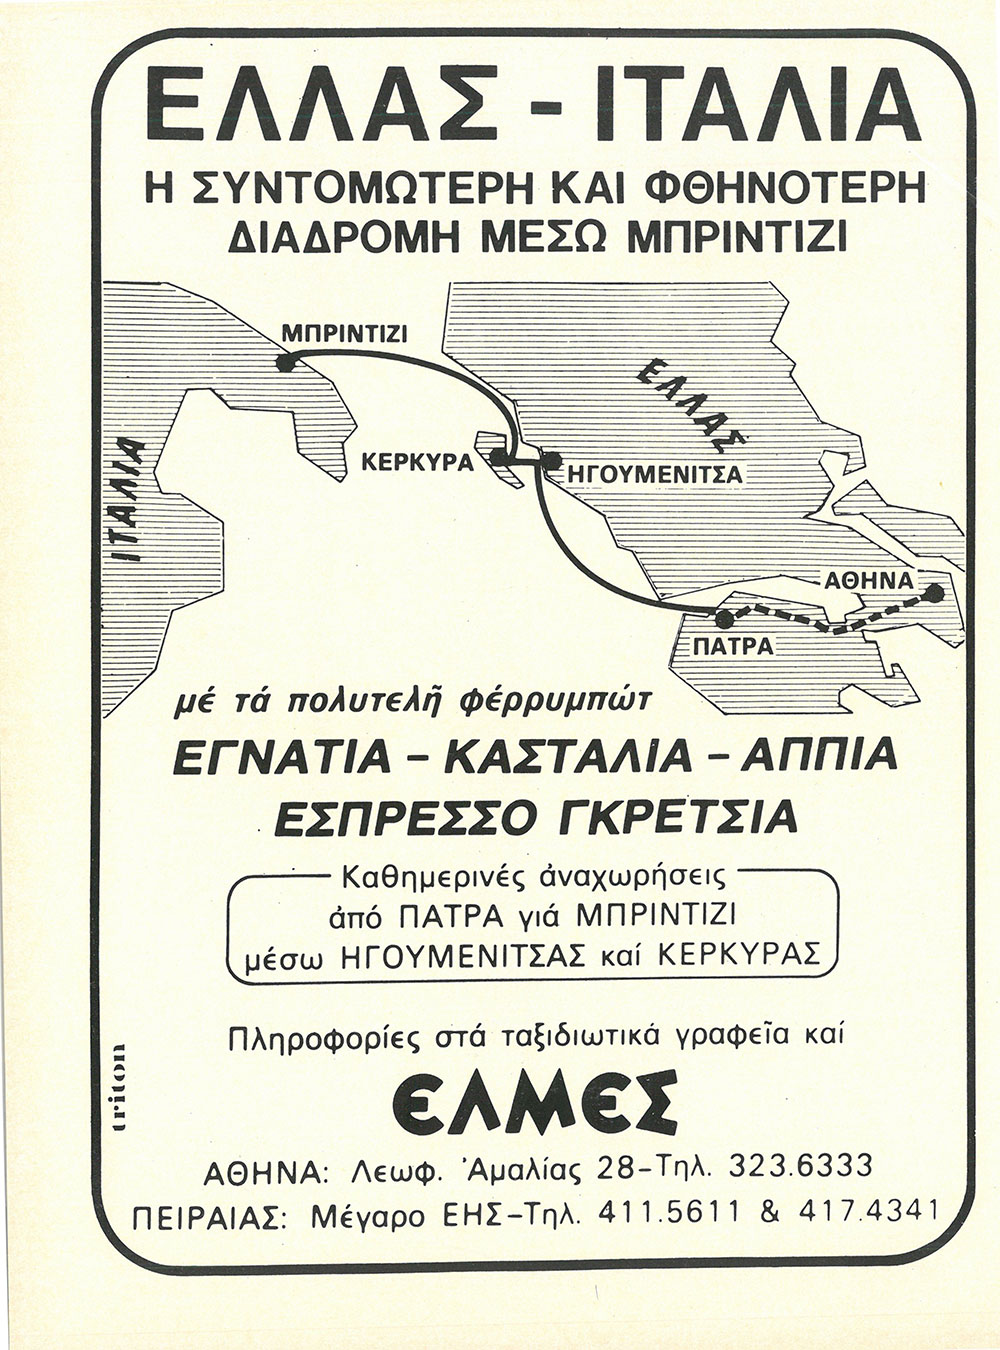 ΕΛΛΑΣ - ΙΤΑΛΙΑ
Η ΣΥΝΤΟΜΩΤΕΡΗ ΚΑΙ ΦΘΗΝΟΤΕΡΗ
ΔΙΑΔΡΟΜΗ ΜΕΣΩ ΜΠΡΙΝΤΙΖΙ
ΜΠΡΙΝΤΙΖΙ
ΕΛΛΑΣ
ΙΤΑΛΙΑ
ΚΕΡΚΥΡΑ
ΗΓΟΥΜΕΝΙΤΣΑ
ΑΘΗΝΑ
ΠΑΤΡΑ
μέ τά πολυτελῆ φέρρυμπώτ
ΕΓΝΑΤΙΑ - ΚΑΣΤΑΛΙΑ - ΑΠΠΙΑ
ΕΣΠΡΕΣΣΟ ΓΚΡΕΤΣΙΑ
Καθημερινές ἀναχωρήσεις
ἀπό ΠΑΤΡΑ γιά ΜΠΡΙΝΤΙΖΙ
μέσω ΗΓΟΥΜΕΝΙΤΣΑΣ καί ΚΕΡΚΥΡΑΣ
Πληροφορίες στά ταξιδιωτικά γραφεῖα καί
ΕΛΜΕΣ
ΑΘΗΝΑ: Λεωφ. Ἀμαλίας 28-Τηλ. 323.6333
ΠΕΙΡΑΙΑΣ: Μέγαρο ΕΗΣ-Τηλ. 411.5611 & 417.4341
triton